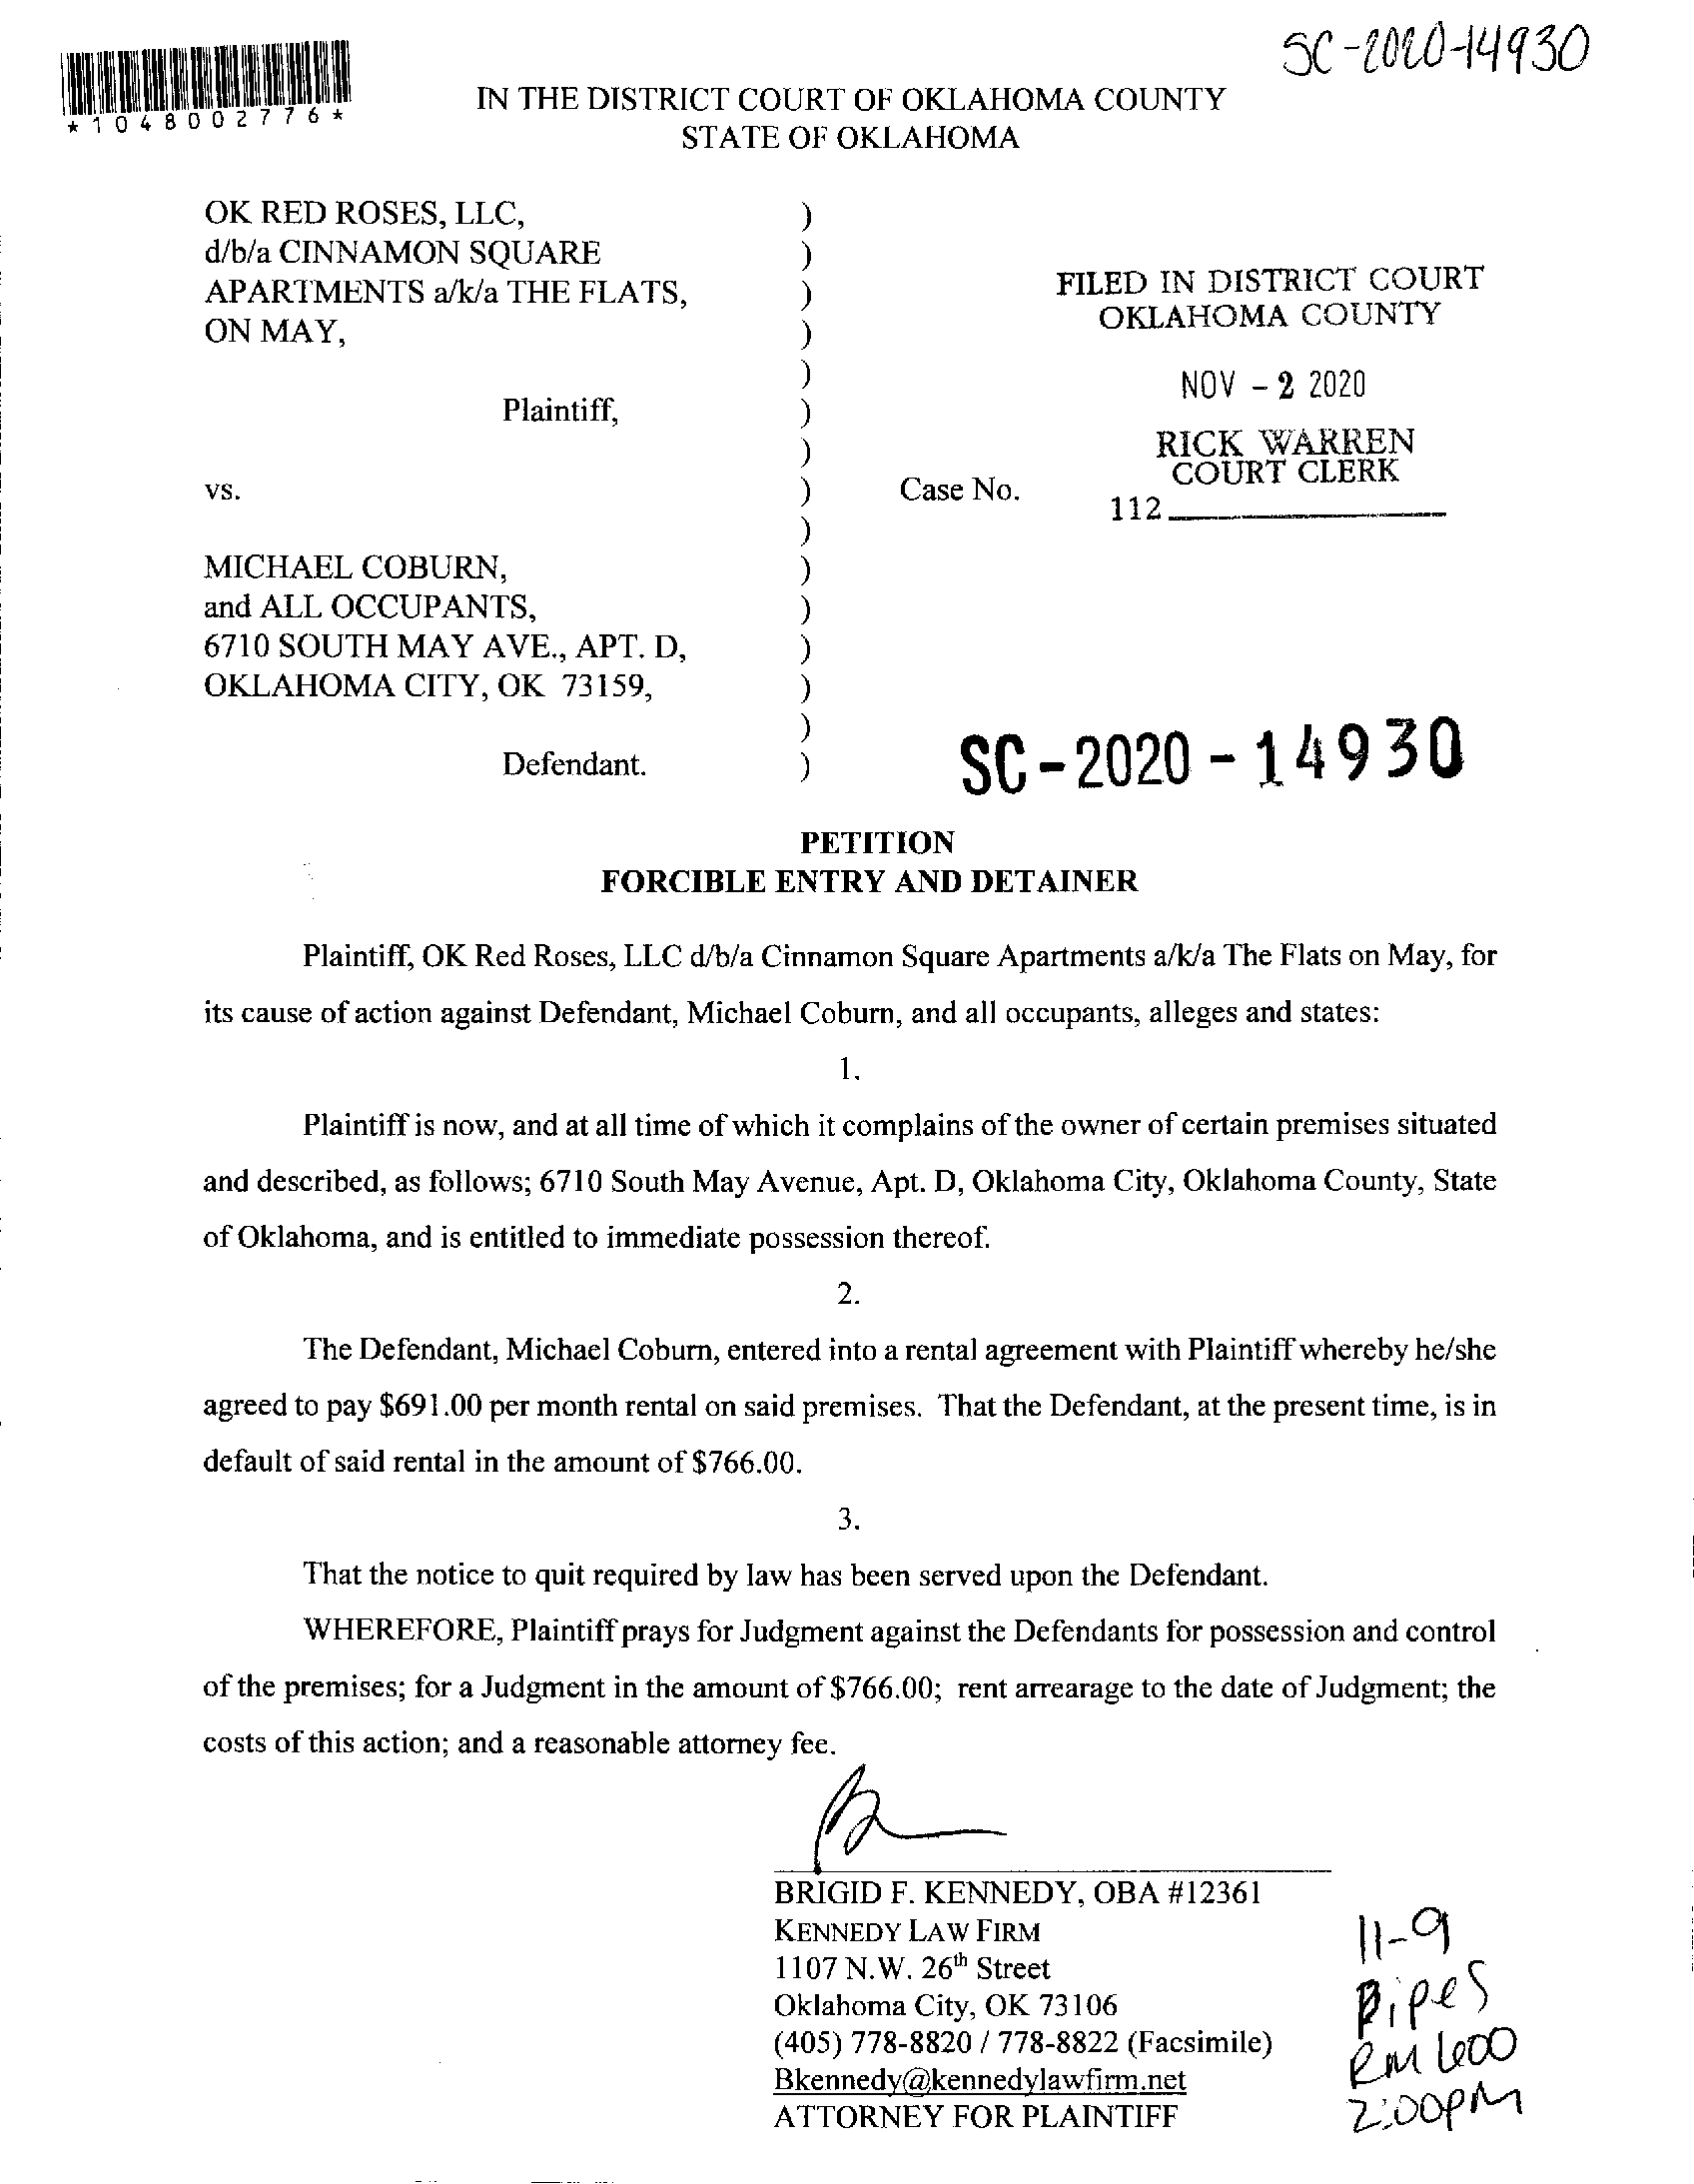 SC-2020-14930
*1048002776*
IN THE DISTRICT COURT OF OKLAHOMA COUNTY
STATE OF OKLAHOMA
OK RED ROSES, LLC, )
d/b/a CINNAMON SQUARE )
APARTMENTS a/k/a THE FLATS, )
ON MAY, )
)
Plaintiff, )
)
vs. ) Case No.
)
MICHAEL COBURN, )
and ALL OCCUPANTS, )
6710 SOUTH MAY AVE., APT. D, )
OKLAHOMA CITY, OK 73159, )
)
Defendant. )
FILED IN DISTRICT COURT
OKLAHOMA COUNTY
NOV - 2 2020
RICK WARREN
COURT CLERK
112
SC-2020-14930
PETITION
FORCIBLE ENTRY AND DETAINER
Plaintiff, OK Red Roses, LLC d/b/a Cinnamon Square Apartments a/k/a The Flats on May, for
its cause of action against Defendant, Michael Coburn, and all occupants, alleges and states:
1.
Plaintiff is now, and at all time of which it complains of the owner of certain premises situated
and described, as follows; 6710 South May Avenue, Apt. D, Oklahoma City, Oklahoma County, State
of Oklahoma, and is entitled to immediate possession thereof.
2.
The Defendant, Michael Coburn, entered into a rental agreement with Plaintiff whereby he/she
agreed to pay $691.00 per month rental on said premises. That the Defendant, at the present time, is in
default of said rental in the amount of $766.00.
3.
That the notice to quit required by law has been served upon the Defendant.
WHEREFORE, Plaintiff prays for Judgment against the Defendants for possession and control
of the premises; for a Judgment in the amount of $766.00; rent arrearage to the date of Judgment; the
costs of this action; and a reasonable attorney fee.
BRIGID F. KENNEDY, OBA #12361
KENNEDY LAW FIRM
1107 N.W. 26th Street
Oklahoma City, OK 73106
(405) 778-8820 / 778-8822 (Facsimile)
Bkennedy@kennedylawfirm.net
ATTORNEY FOR PLAINTIFF
11-9
Pipes
RM 600
2:00PM